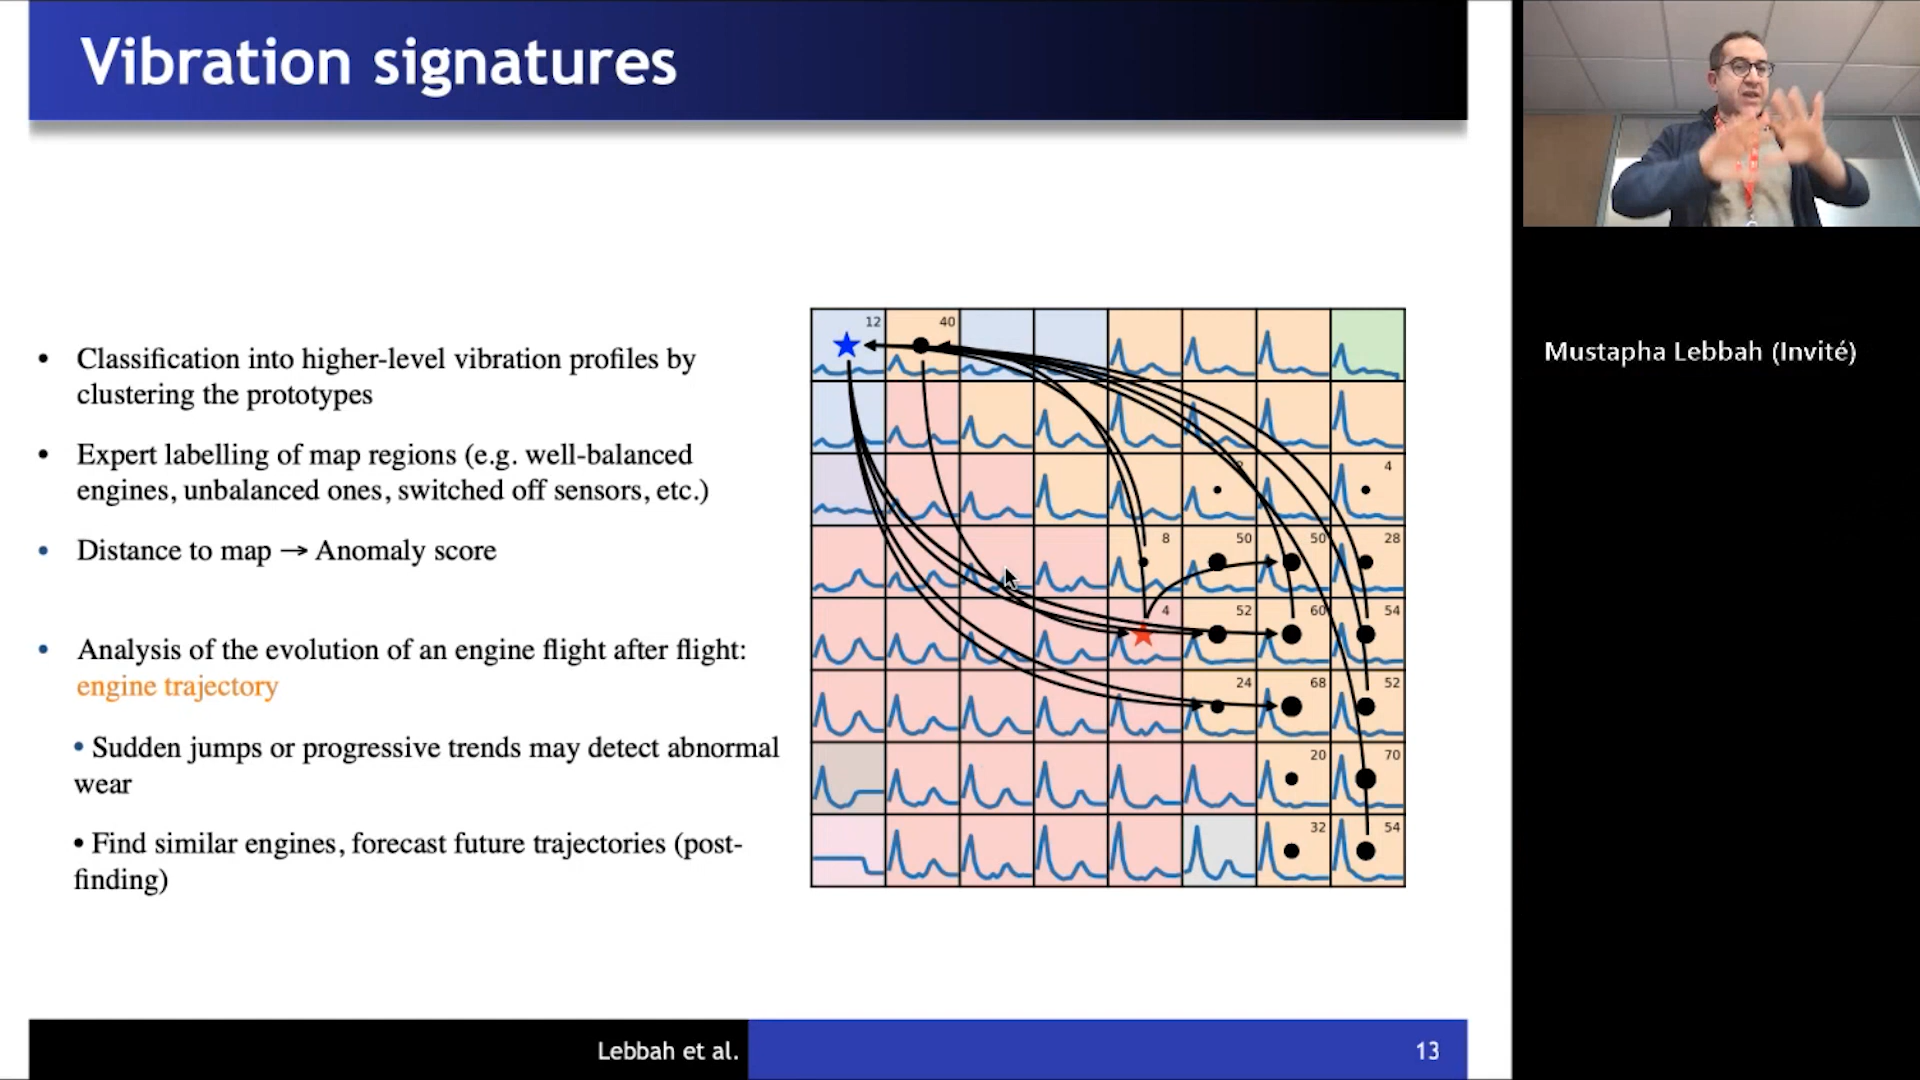 Vibration signatures
• Classification into higher-level vibration profiles by
clustering the prototypes
• Expert labelling of map regions (e.g. well-balanced
engines, unbalanced ones, switched off sensors, etc.)
• Distance to map → Anomaly score
• Analysis of the evolution of an engine flight after flight:
engine trajectory
• Sudden jumps or progressive trends may detect abnormal
wear
• Find similar engines, forecast future trajectories (post-
finding)
12 40
4
8 50 50 28
4 52 60 54
24 68 52
20 70
32 54
Lebbah et al.
13
Mustapha Lebbah (Invité)